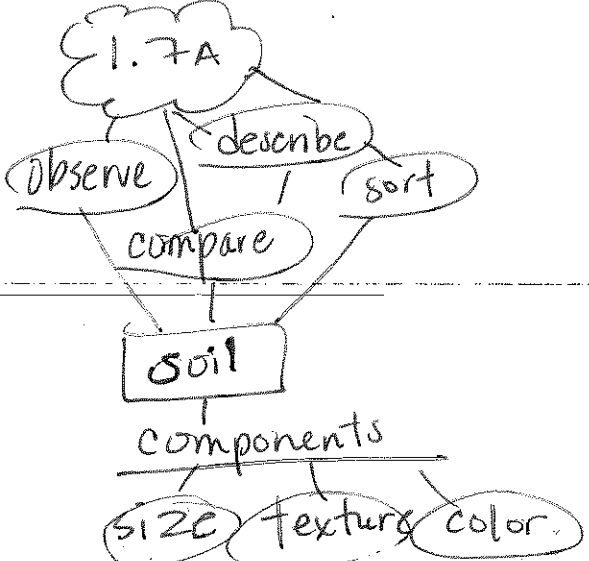 1.7A
describe
observe
sort
compare
soil
components
size texture color